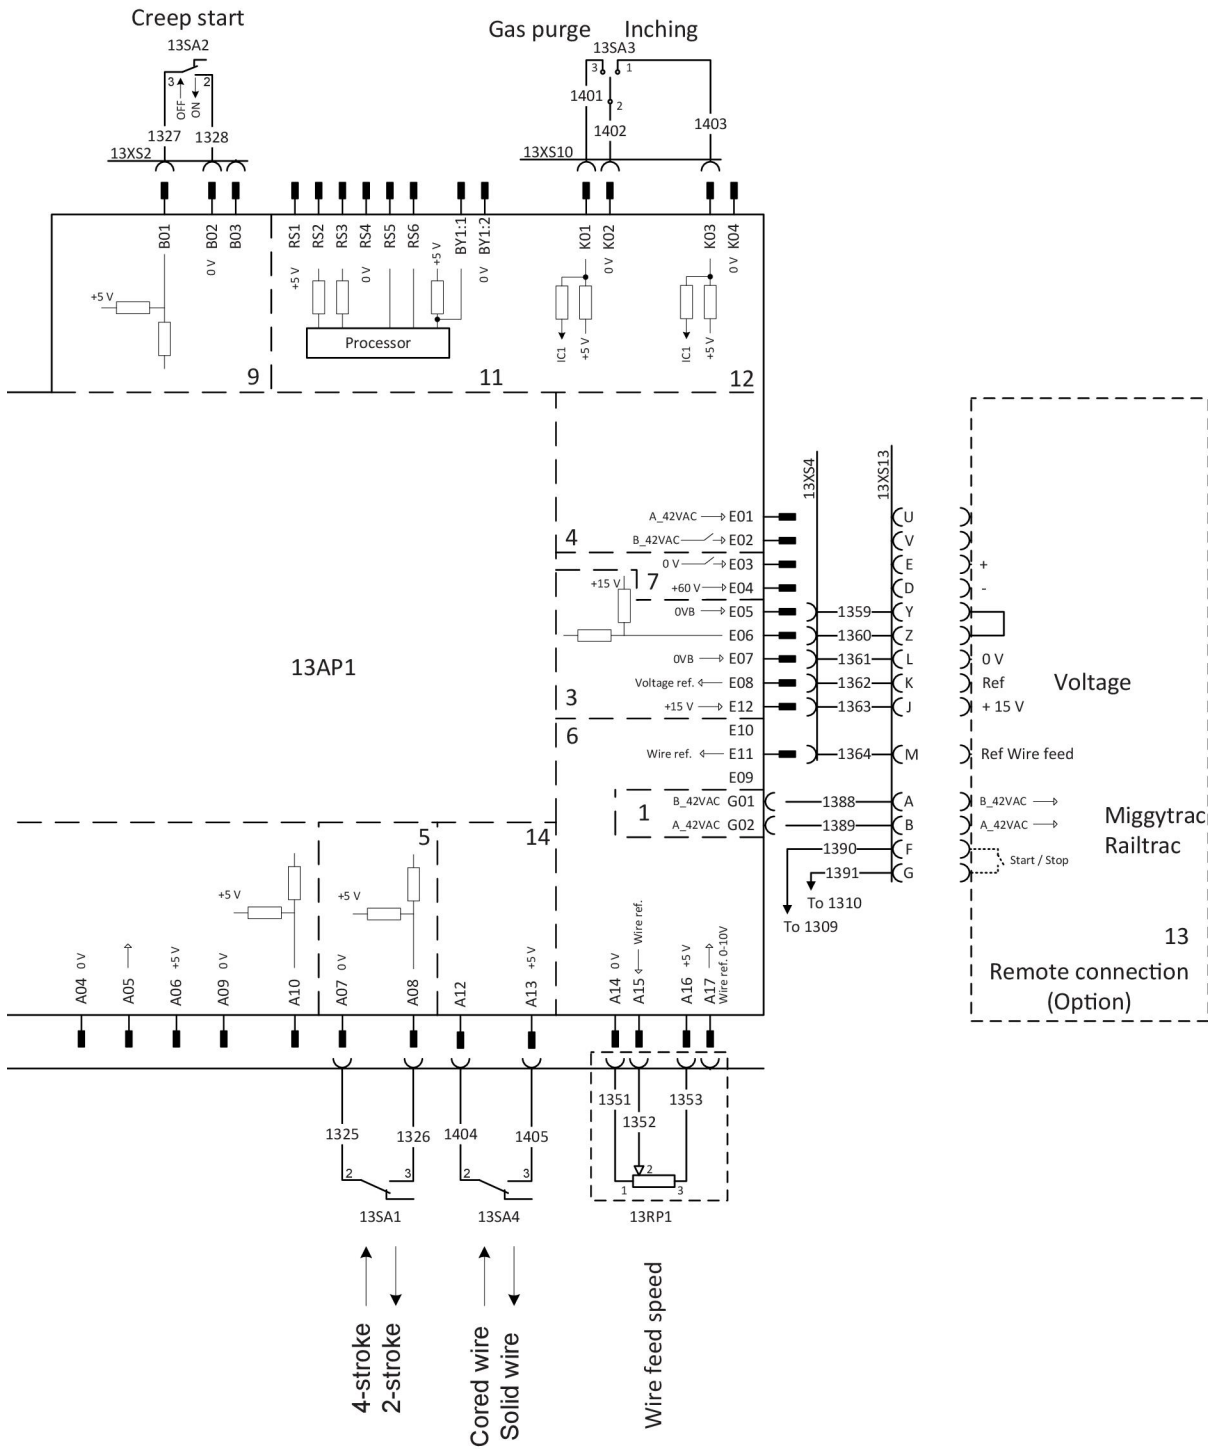 Creep start
Gas purge
Inching
13SA2
13SA3
3
2
OFF
ON
3
1
2
1401
1402
1403
1327
1328
13XS2
13XS10
B01
B02
0 V
B03
RS1
+5 V
RS2
RS3
RS4
0 V
RS5
RS6
+5 V
BY1:1
BY1:2
0 V
K01
K02
0 V
K03
K04
0 V
+5 V
Processor
IC1
+5 V
IC1
+5 V
9
11
12
13AP1
13XS4
13XS13
A_42VAC E01
B_42VAC E02
4
0 V E03
7
+60 V E04
+15 V
0VB E05
E06
0VB E07
Voltage ref. E08
3
+15 V E12
6
E10
Wire ref. E11
E09
1
B_42VAC G01
A_42VAC G02
U
V
E +
D -
1359 Y
1360 Z
1361 L 0 V
1362 K Ref
1363 J + 15 V
Voltage
1364 M Ref Wire feed
1388 A B_42VAC
1389 B A_42VAC
1390 F
1391 G
Start / Stop
Miggytrac
Railtrac
To 1310
To 1309
13
Remote connection
(Option)
5
14
+5 V
+5 V
A04 0 V
A05
A06 +5 V
A09 0 V
A10
A07 0 V
A08
A12
A13 +5 V
A14 0 V
A15 Wire ref.
A16 +5 V
A17
Wire ref. 0-10V
1325
1326
1404
1405
1351
1352
1353
2
3
2
3
1
2
3
13SA1
13SA4
13RP1
4-stroke
2-stroke
Cored wire
Solid wire
Wire feed speed